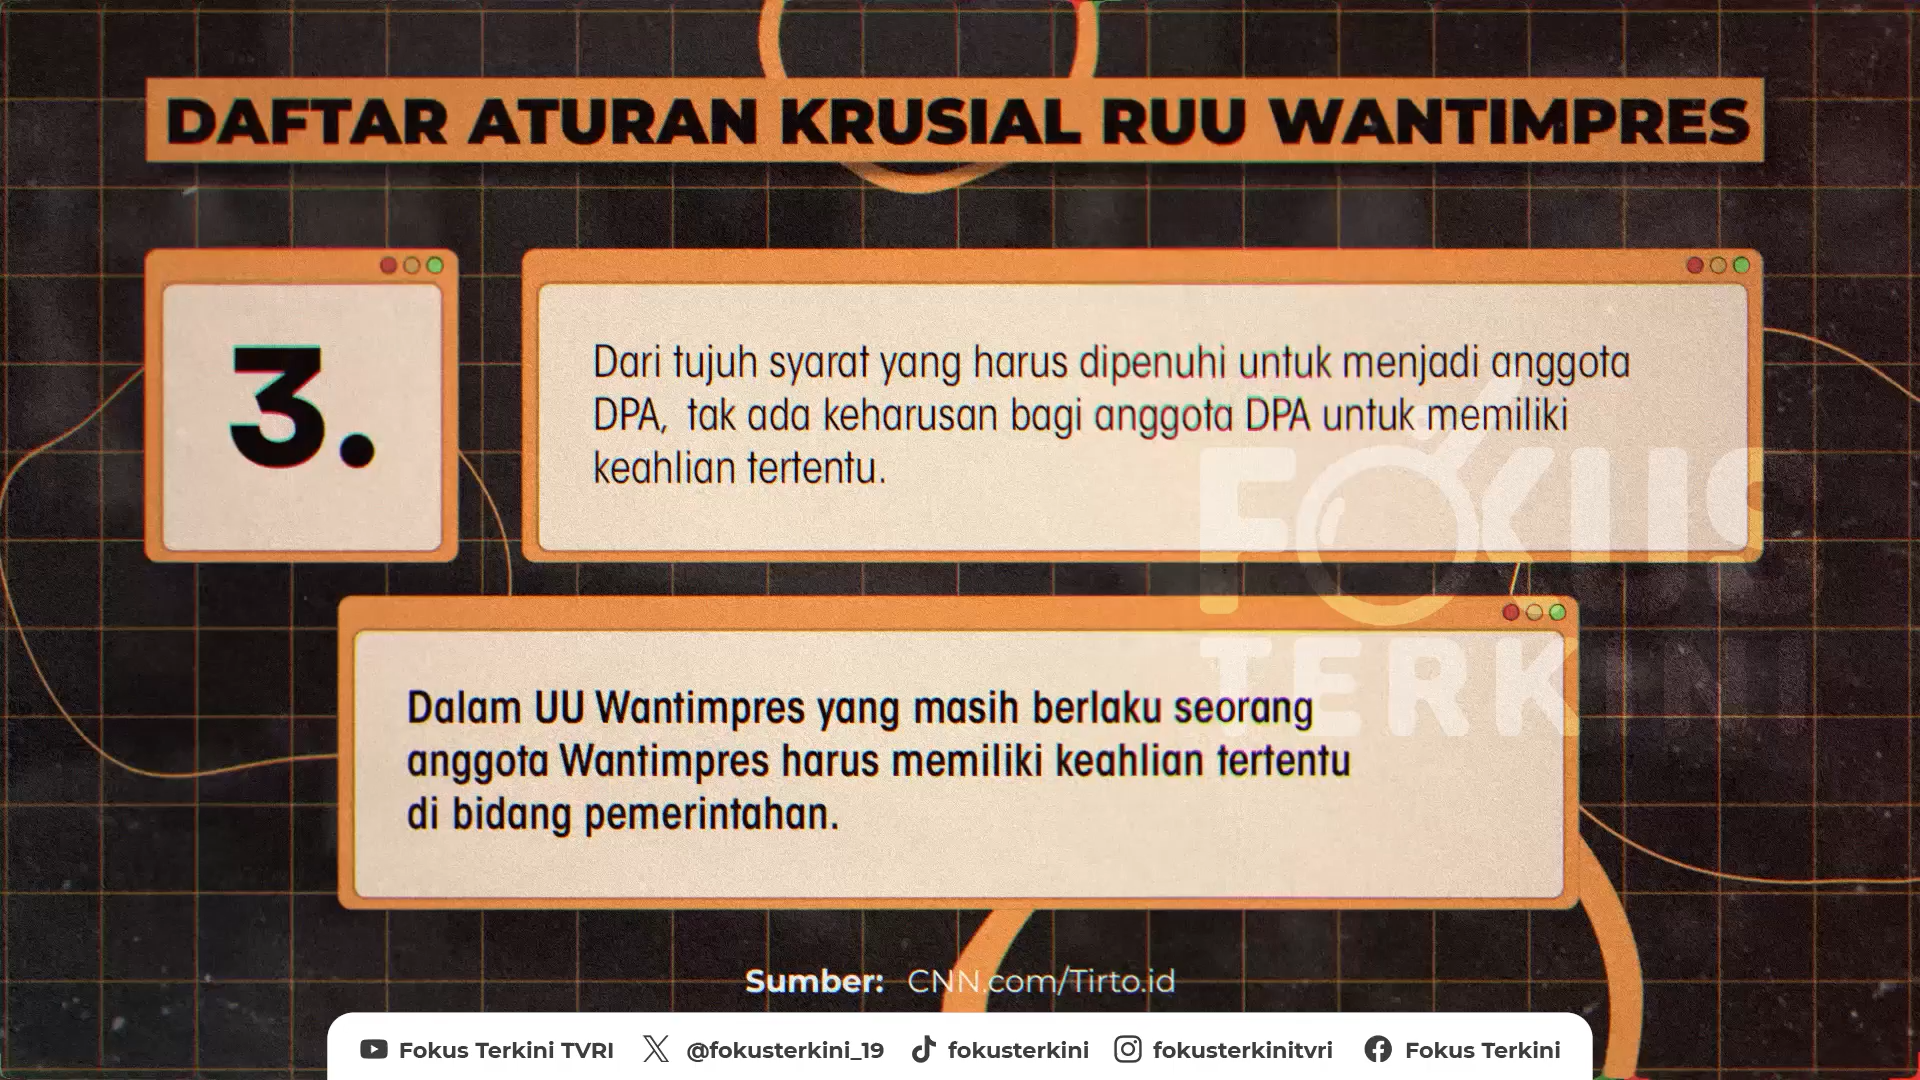 DAFTAR ATURAN KRUSIAL RUU WANTIMPRES
3.
Dari tujuh syarat yang harus dipenuhi untuk menjadi anggota
DPA, tak ada keharusan bagi anggota DPA untuk memiliki
keahlian tertentu.
FOKUS
TERKINI
Dalam UU Wantimpres yang masih berlaku seorang
anggota Wantimpres harus memiliki keahlian tertentu
di bidang pemerintahan.
Sumber: CNN.com/Tirto.id
Fokus Terkini TVRI @fokusterkini_19 fokusterkini fokusterkinitvri Fokus Terkini